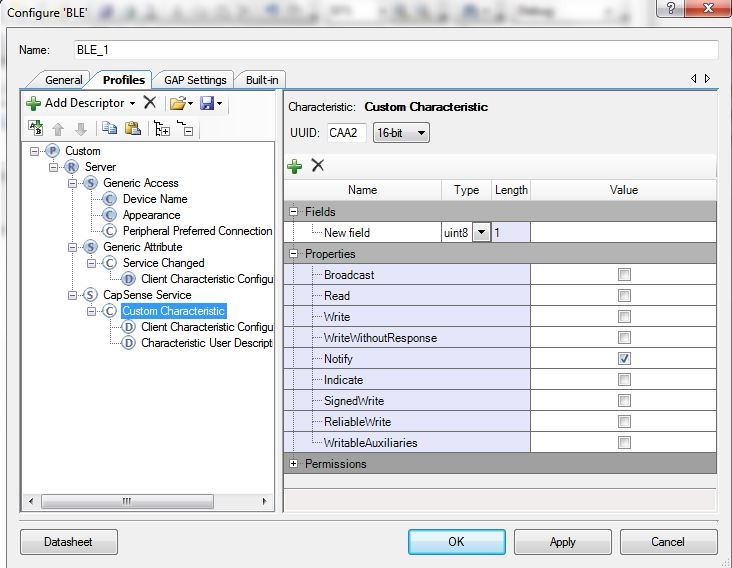 Configure 'BLE'
Name: BLE_1
General Profiles GAP Settings Built-in
Add Descriptor
Custom
Server
Generic Access
Device Name
Appearance
Peripheral Preferred Connection
Generic Attribute
Service Changed
Client Characteristic Configu
CapSense Service
Custom Characteristic
Client Characteristic Configu
Characteristic User Descript
Characteristic: Custom Characteristic
UUID: CAA2 16-bit
Name Type Length Value
Fields
New field uint8 1
Properties
Broadcast
Read
Write
WriteWithoutResponse
Notify
Indicate
SignedWrite
ReliableWrite
WritableAuxiliaries
Permissions
Datasheet OK Apply Cancel